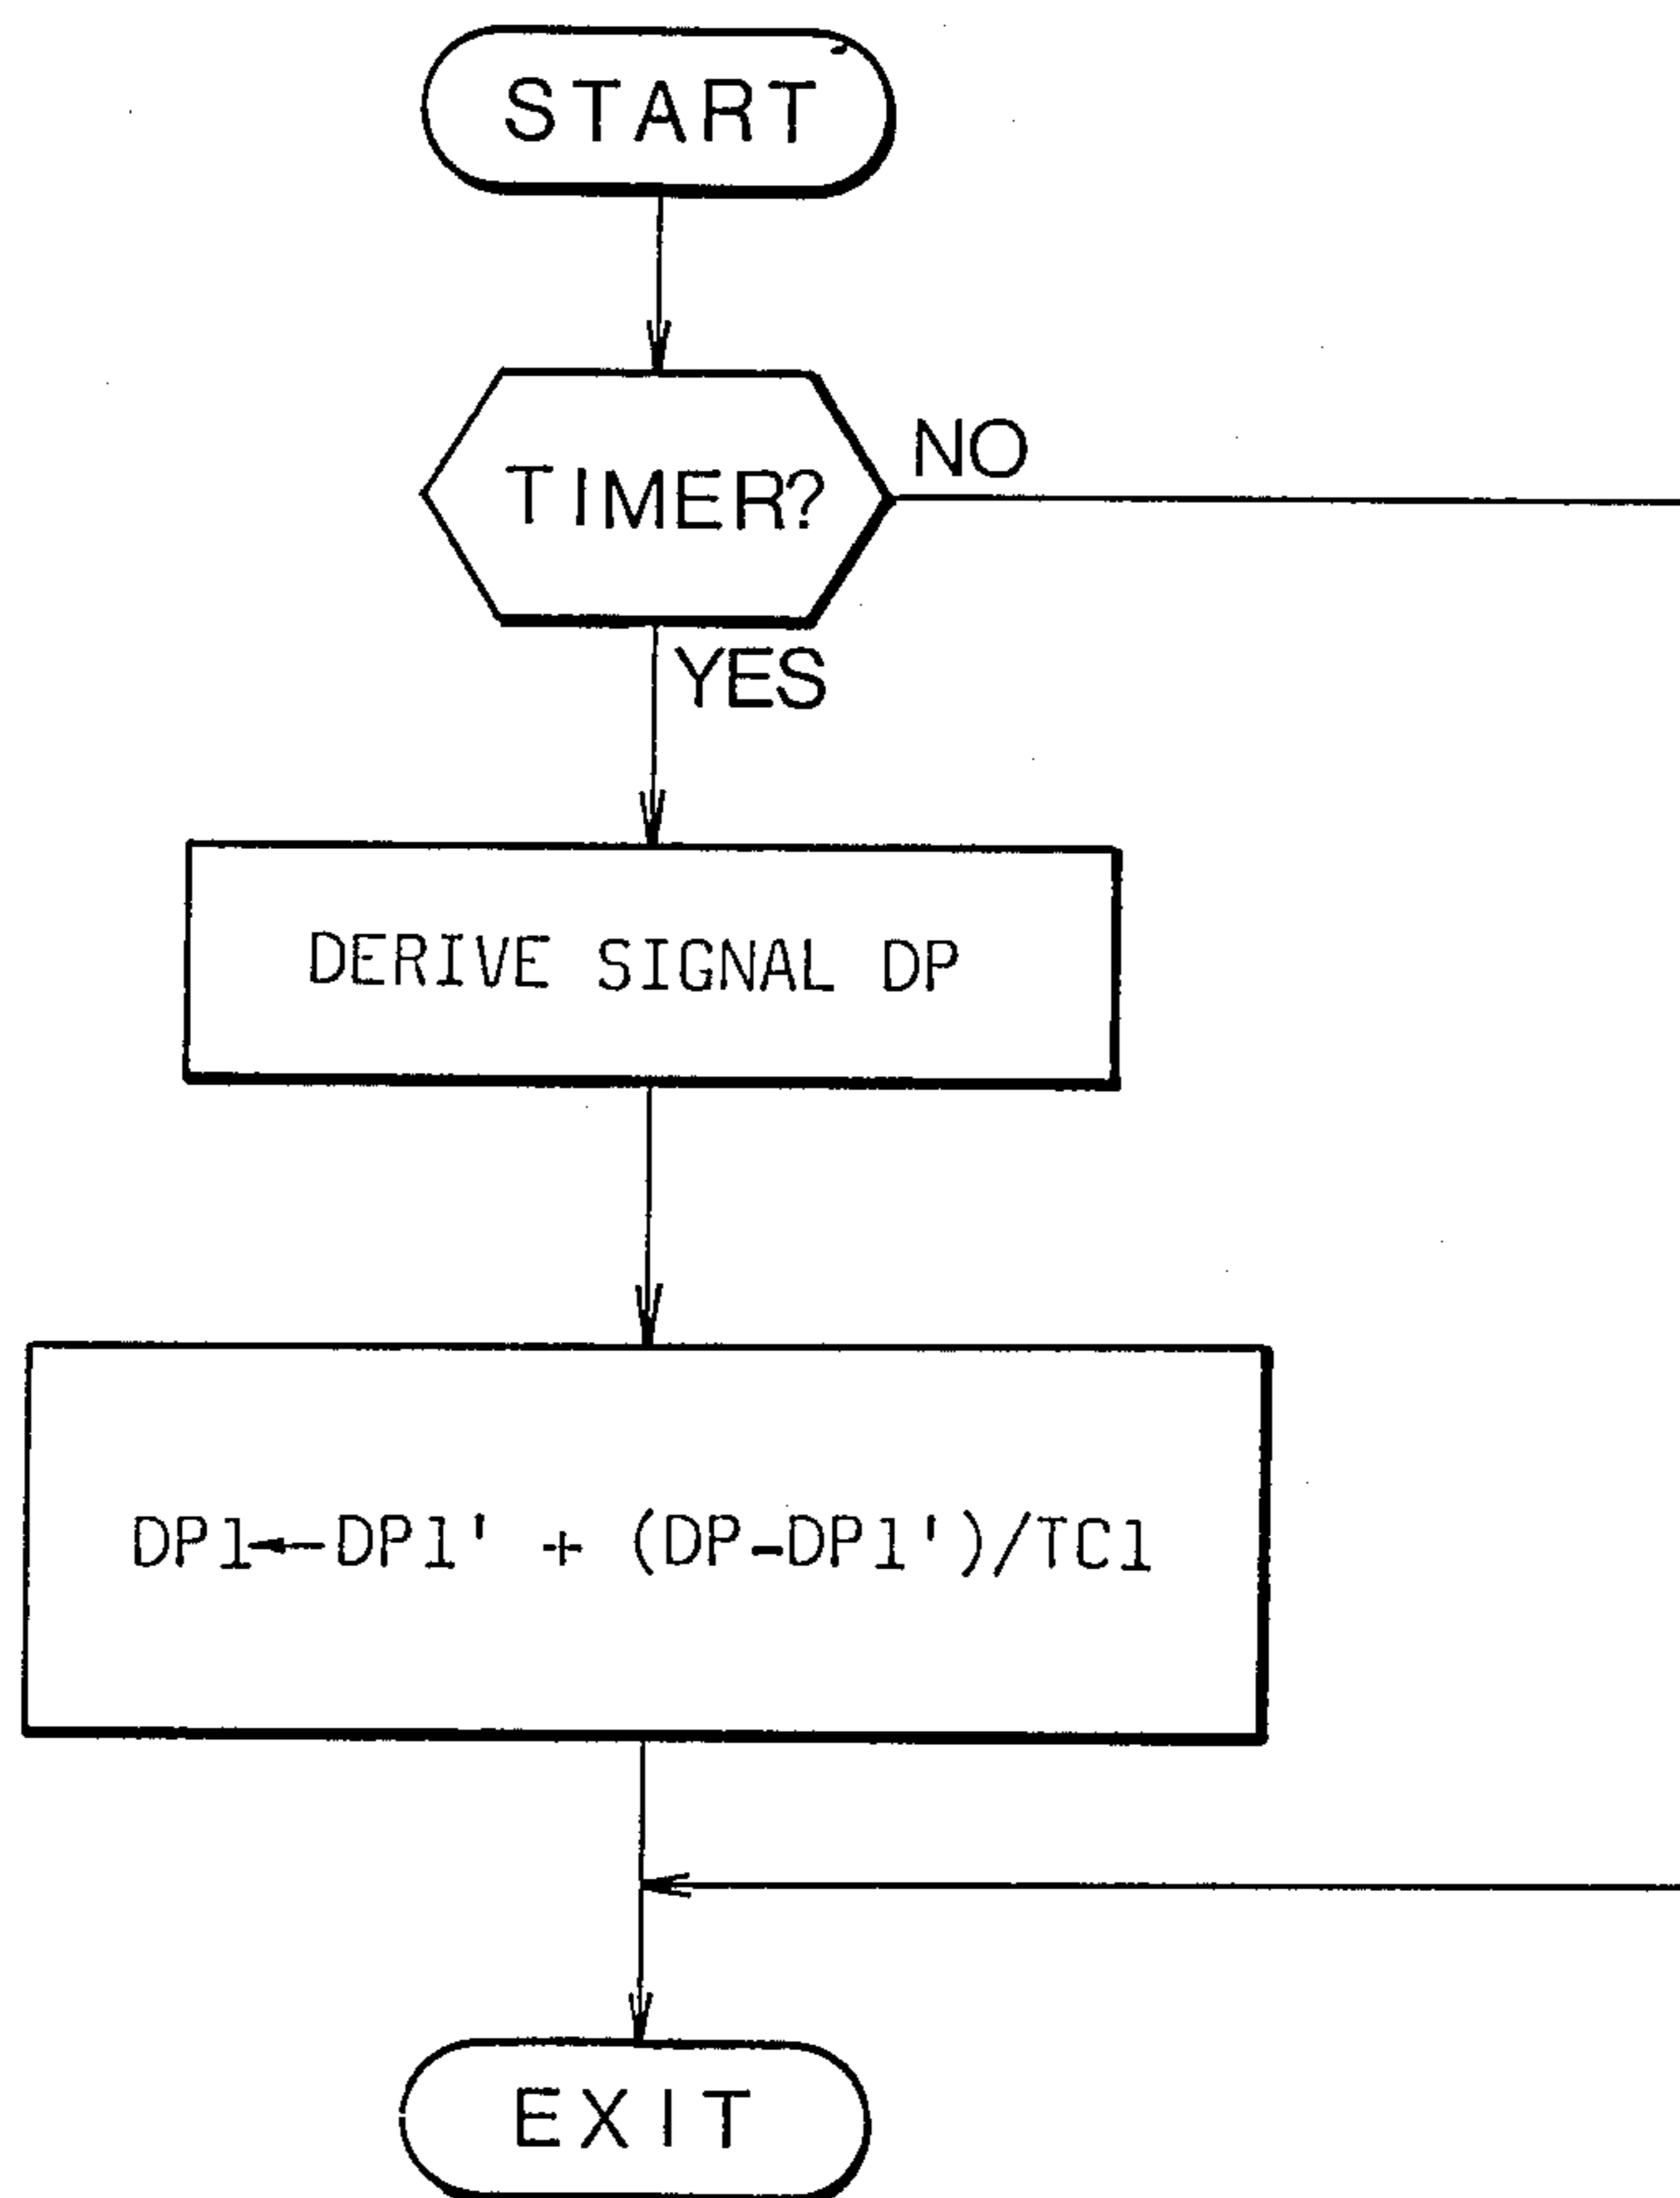 START
TIMER?
NO
YES
DERIVE SIGNAL DP
DP1←DP1' + (DP-DP1')/TC1
EXIT